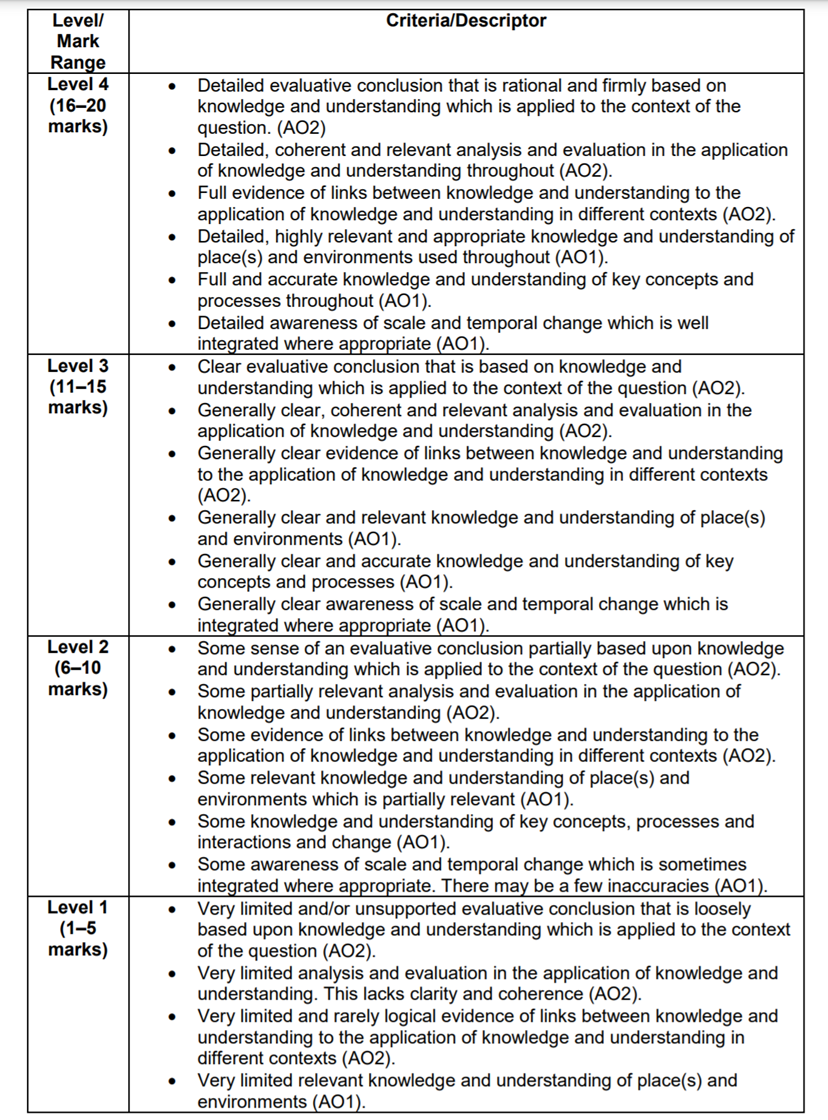 Level/
Mark
Range
Criteria/Descriptor
Level 4
(16–20
marks)
• Detailed evaluative conclusion that is rational and firmly based on
knowledge and understanding which is applied to the context of the
question. (AO2)
• Detailed, coherent and relevant analysis and evaluation in the application
of knowledge and understanding throughout (AO2).
• Full evidence of links between knowledge and understanding to the
application of knowledge and understanding in different contexts (AO2).
• Detailed, highly relevant and appropriate knowledge and understanding of
place(s) and environments used throughout (AO1).
• Full and accurate knowledge and understanding of key concepts and
processes throughout (AO1).
• Detailed awareness of scale and temporal change which is well
integrated where appropriate (AO1).
Level 3
(11–15
marks)
• Clear evaluative conclusion that is based on knowledge and
understanding which is applied to the context of the question (AO2).
• Generally clear, coherent and relevant analysis and evaluation in the
application of knowledge and understanding (AO2).
• Generally clear evidence of links between knowledge and understanding
to the application of knowledge and understanding in different contexts
(AO2).
• Generally clear and relevant knowledge and understanding of place(s)
and environments (AO1).
• Generally clear and accurate knowledge and understanding of key
concepts and processes (AO1).
• Generally clear awareness of scale and temporal change which is
integrated where appropriate (AO1).
Level 2
(6–10
marks)
• Some sense of an evaluative conclusion partially based upon knowledge
and understanding which is applied to the context of the question (AO2).
• Some partially relevant analysis and evaluation in the application of
knowledge and understanding (AO2).
• Some evidence of links between knowledge and understanding to the
application of knowledge and understanding in different contexts (AO2).
• Some relevant knowledge and understanding of place(s) and
environments which is partially relevant (AO1).
• Some knowledge and understanding of key concepts, processes and
interactions and change (AO1).
• Some awareness of scale and temporal change which is sometimes
integrated where appropriate. There may be a few inaccuracies (AO1).
Level 1
(1–5
marks)
• Very limited and/or unsupported evaluative conclusion that is loosely
based upon knowledge and understanding which is applied to the context
of the question (AO2).
• Very limited analysis and evaluation in the application of knowledge and
understanding. This lacks clarity and coherence (AO2).
• Very limited and rarely logical evidence of links between knowledge and
understanding to the application of knowledge and understanding in
different contexts (AO2).
• Very limited relevant knowledge and understanding of place(s) and
environments (AO1).